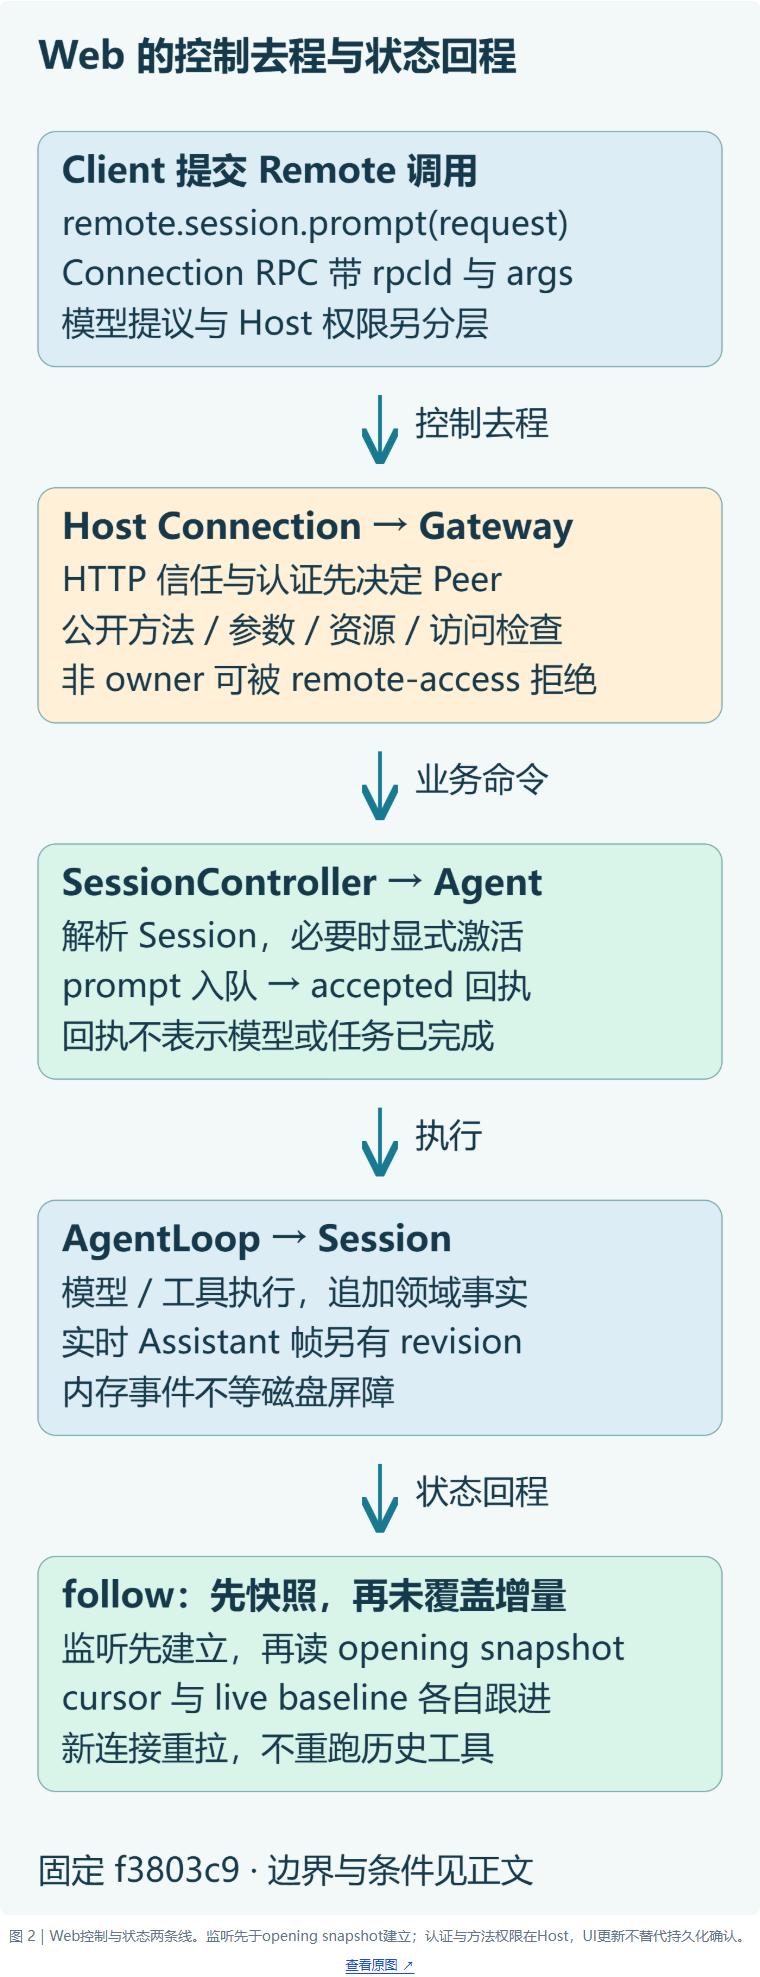 Web 的控制去程与状态回程
Client 提交 Remote 调用
remote.session.prompt(request)
Connection RPC 带 rpcId 与 args
模型提议与 Host 权限另分层
控制去程
Host Connection → Gateway
HTTP 信任与认证先决定 Peer
公开方法 / 参数 / 资源 / 访问检查
非 owner 可被 remote-access 拒绝
业务命令
SessionController → Agent
解析 Session，必要时显式激活
prompt 入队 → accepted 回执
回执不表示模型或任务已完成
执行
AgentLoop → Session
模型 / 工具执行，追加领域事实
实时 Assistant 帧另有 revision
内存事件不等磁盘屏障
状态回程
follow：先快照，再未覆盖增量
监听先建立，再读 opening snapshot
cursor 与 live baseline 各自跟进
新连接重拉，不重跑历史工具
固定 f3803c9 · 边界与条件见正文
图 2 | Web控制与状态两条线。监听先于opening snapshot建立；认证与方法权限在Host，UI更新不替代持久化确认。
查看原图 ↗